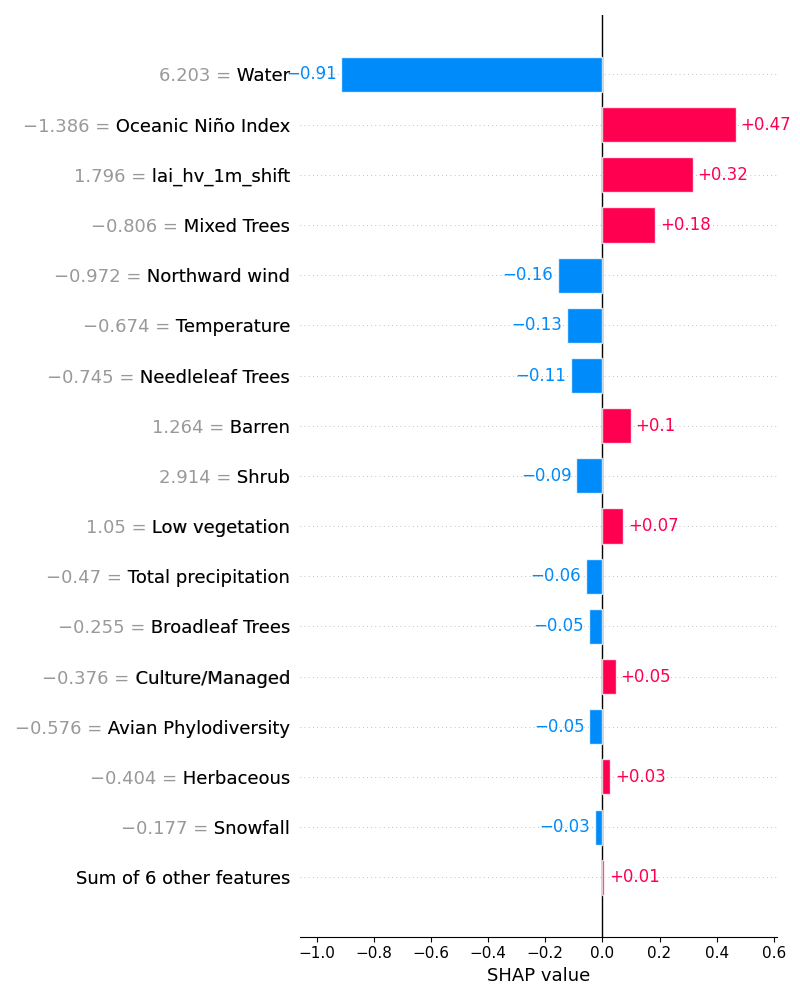 6.203 = Water −0.91
−1.386 = Oceanic Niño Index +0.47
1.796 = lai_hv_1m_shift +0.32
−0.806 = Mixed Trees +0.18
−0.972 = Northward wind −0.16
−0.674 = Temperature −0.13
−0.745 = Needleleaf Trees −0.11
1.264 = Barren +0.1
2.914 = Shrub −0.09
1.05 = Low vegetation +0.07
−0.47 = Total precipitation −0.06
−0.255 = Broadleaf Trees −0.05
−0.376 = Culture/Managed +0.05
−0.576 = Avian Phylodiversity −0.05
−0.404 = Herbaceous +0.03
−0.177 = Snowfall −0.03
Sum of 6 other features +0.01
−1.0 −0.8 −0.6 −0.4 −0.2 0.0 0.2 0.4 0.6
SHAP value